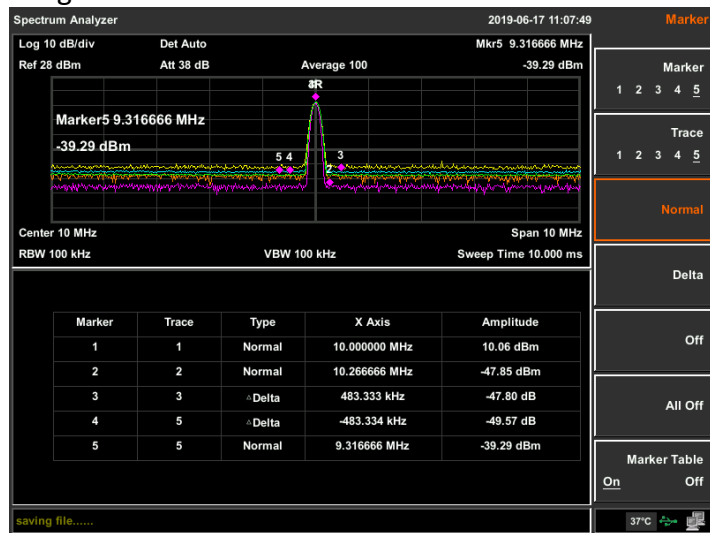 Spectrum Analyzer 2019-06-17 11:07:49 Marker
Log 10 dB/div Det Auto Mkr5 9.316666 MHz
Ref 28 dBm Att 38 dB Average 100 -39.29 dBm
Marker5 9.316666 MHz
-39.29 dBm
5 4 3
2
Center 10 MHz Span 10 MHz
RBW 100 kHz VBW 100 kHz Sweep Time 10.000 ms
Marker Trace Type X Axis Amplitude
1 1 Normal 10.000000 MHz 10.06 dBm
2 2 Normal 10.266666 MHz -47.85 dBm
3 3 △Delta 483.333 kHz -47.80 dB
4 5 △Delta -483.334 kHz -49.57 dB
5 5 Normal 9.316666 MHz -39.29 dBm
saving file......
Marker
1 2 3 4 5
Trace
1 2 3 4 5
Normal
Delta
Off
All Off
Marker Table
On Off
37°C